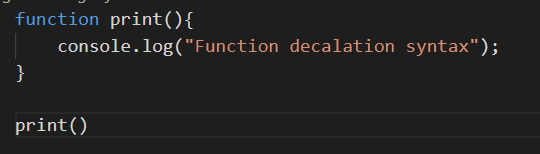 function print(){
    console.log("Function decalation syntax");
}
print()